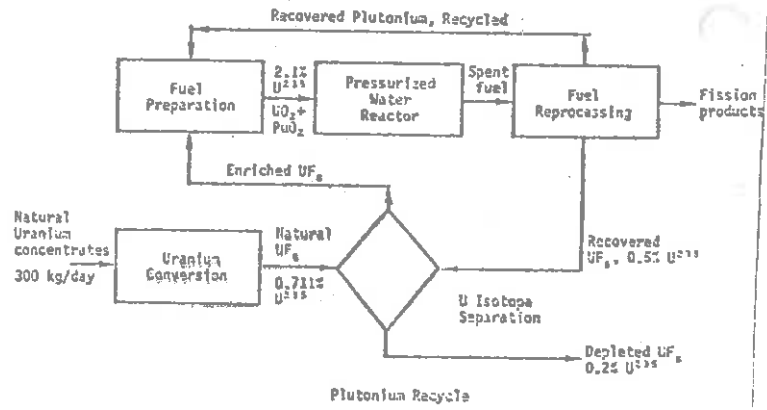 Recovered Plutonium, Recycled
Fuel
Preparation
2.1%
U²³⁵
UO₂+
PuO₂
Pressurized
Water
Reactor
Spent
fuel
Fuel
Reprocessing
Fission
products
Enriched UF₆
Natural
Uranium
concentrates
300 kg/day
Uranium
Conversion
Natural
UF₆
0.711%
U²³⁵
Recovered
UF₆, 0.5% U²³⁵
U Isotope
Separation
Depleted UF₆
0.2% U²³⁵
Plutonium Recycle